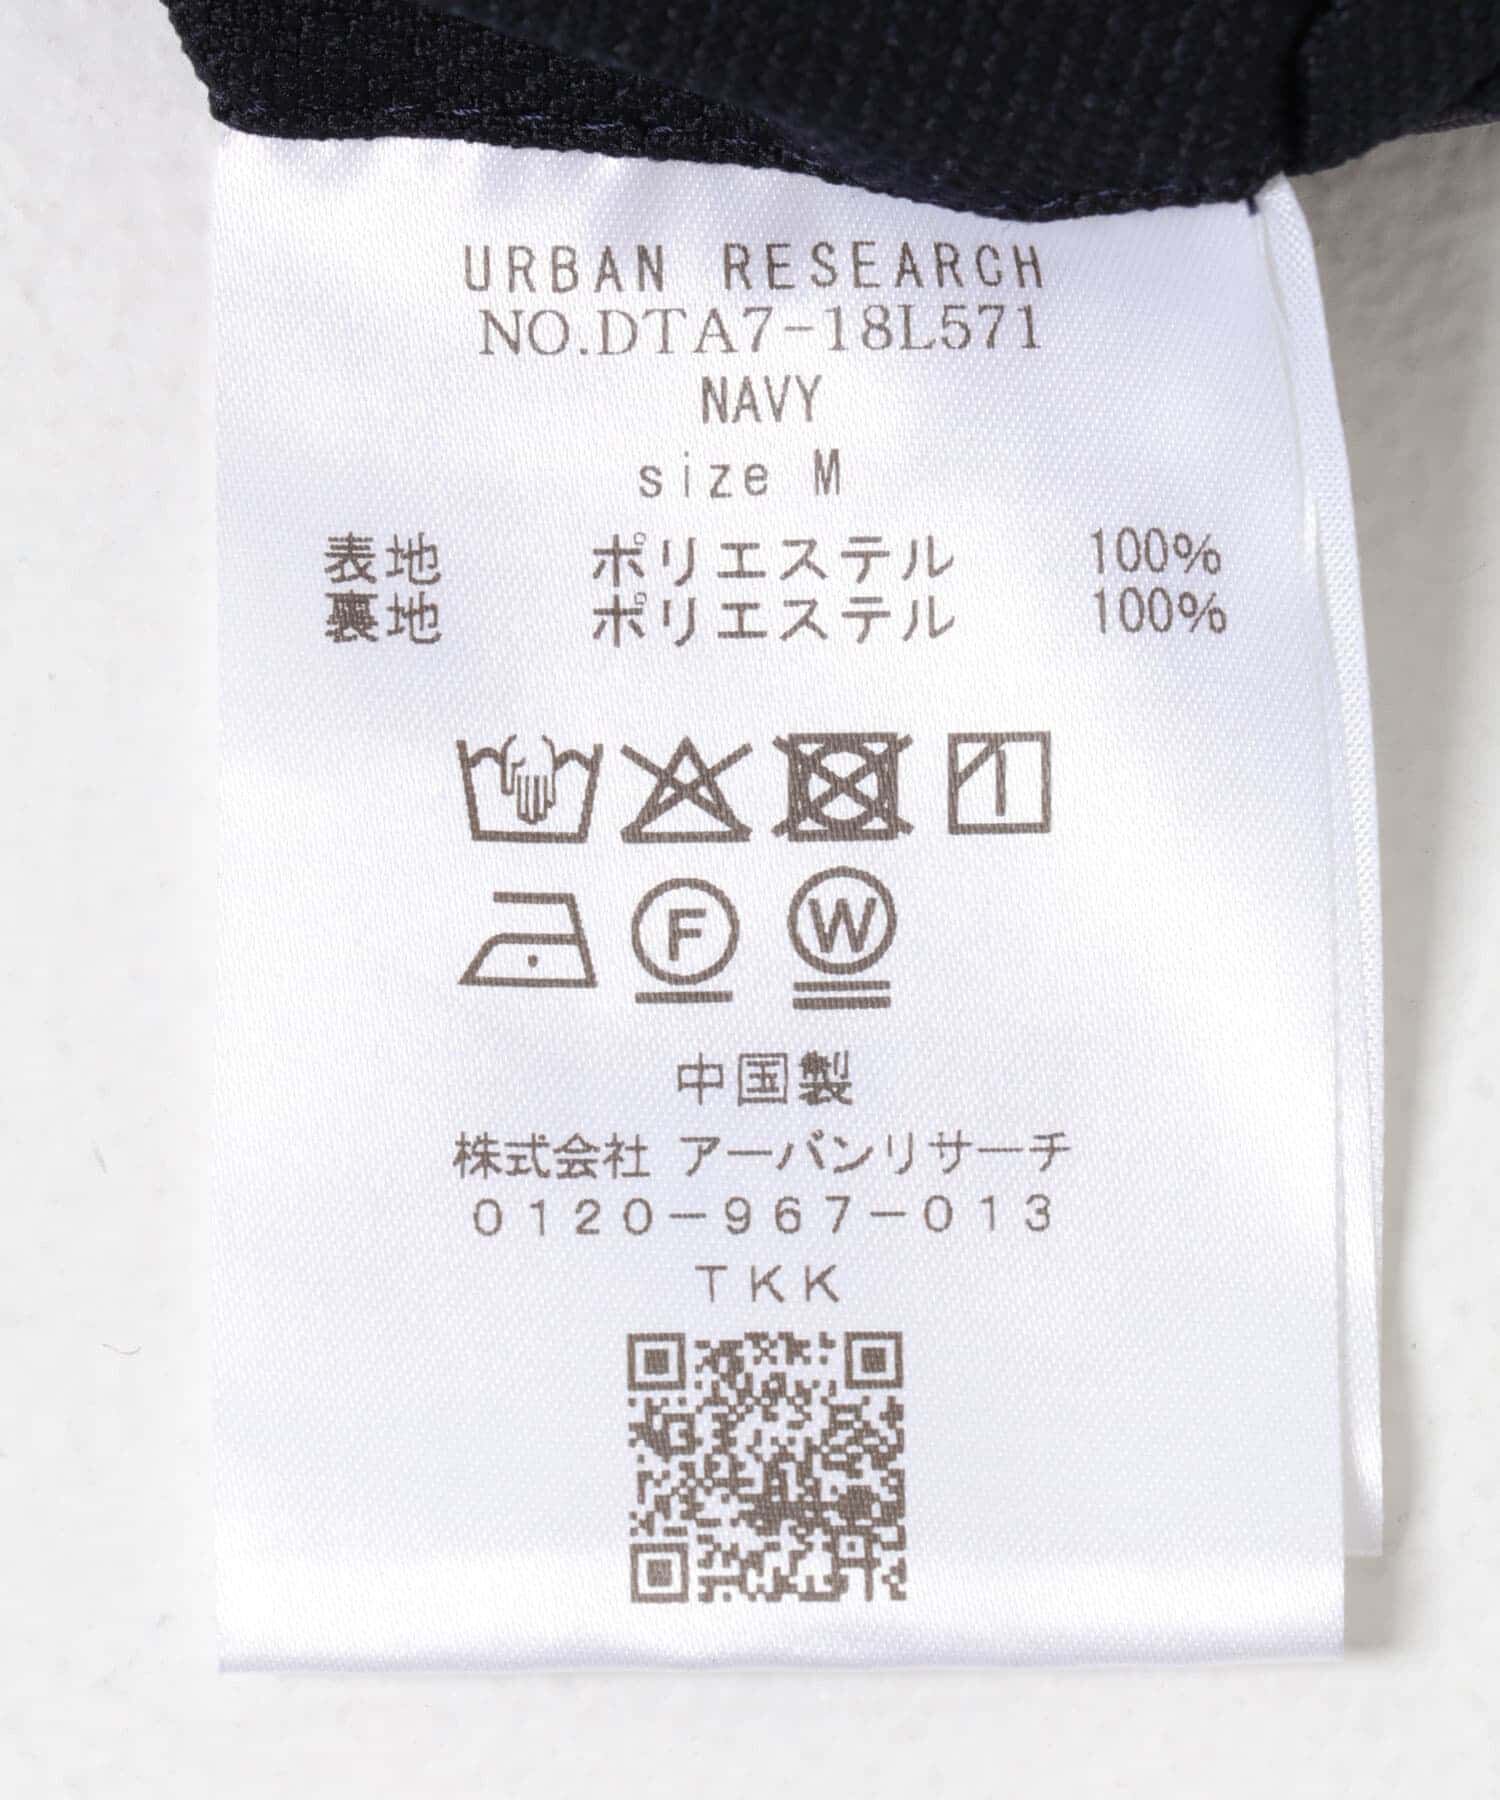 URBAN RESEARCH
NO.DTA7-18L571
NAVY
size M
表地 ポリエステル 100%
裏地 ポリエステル 100%
F W
中国製
株式会社 アーバンリサーチ
0120-967-013
TKK